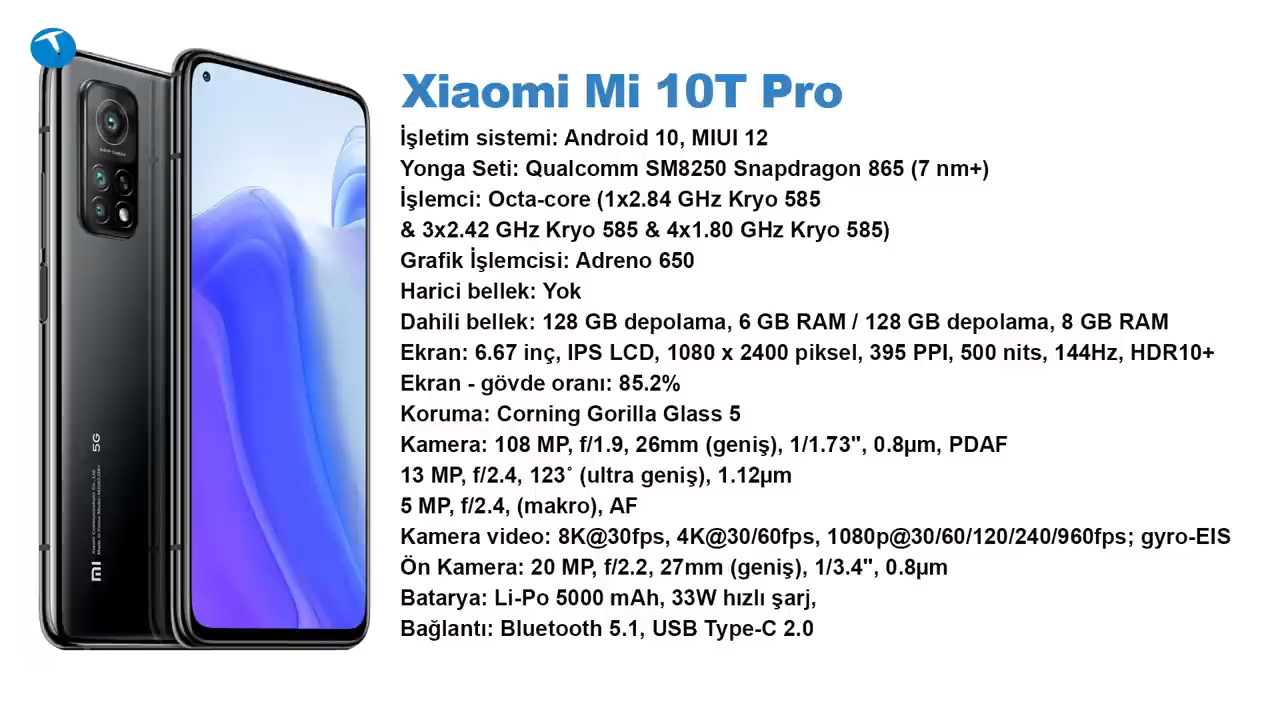 Xiaomi Mi 10T Pro
İşletim sistemi: Android 10, MIUI 12
Yonga Seti: Qualcomm SM8250 Snapdragon 865 (7 nm+)
İşlemci: Octa-core (1x2.84 GHz Kryo 585
& 3x2.42 GHz Kryo 585 & 4x1.80 GHz Kryo 585)
Grafik İşlemcisi: Adreno 650
Harici bellek: Yok
Dahili bellek: 128 GB depolama, 6 GB RAM / 128 GB depolama, 8 GB RAM
Ekran: 6.67 inç, IPS LCD, 1080 x 2400 piksel, 395 PPI, 500 nits, 144Hz, HDR10+
Ekran - gövde oranı: 85.2%
Koruma: Corning Gorilla Glass 5
Kamera: 108 MP, f/1.9, 26mm (geniş), 1/1.73", 0.8µm, PDAF
13 MP, f/2.4, 123˚ (ultra geniş), 1.12µm
5 MP, f/2.4, (makro), AF
Kamera video: 8K@30fps, 4K@30/60fps, 1080p@30/60/120/240/960fps; gyro-EIS
Ön Kamera: 20 MP, f/2.2, 27mm (geniş), 1/3.4", 0.8µm
Batarya: Li-Po 5000 mAh, 33W hızlı şarj,
Bağlantı: Bluetooth 5.1, USB Type-C 2.0
5G
mi